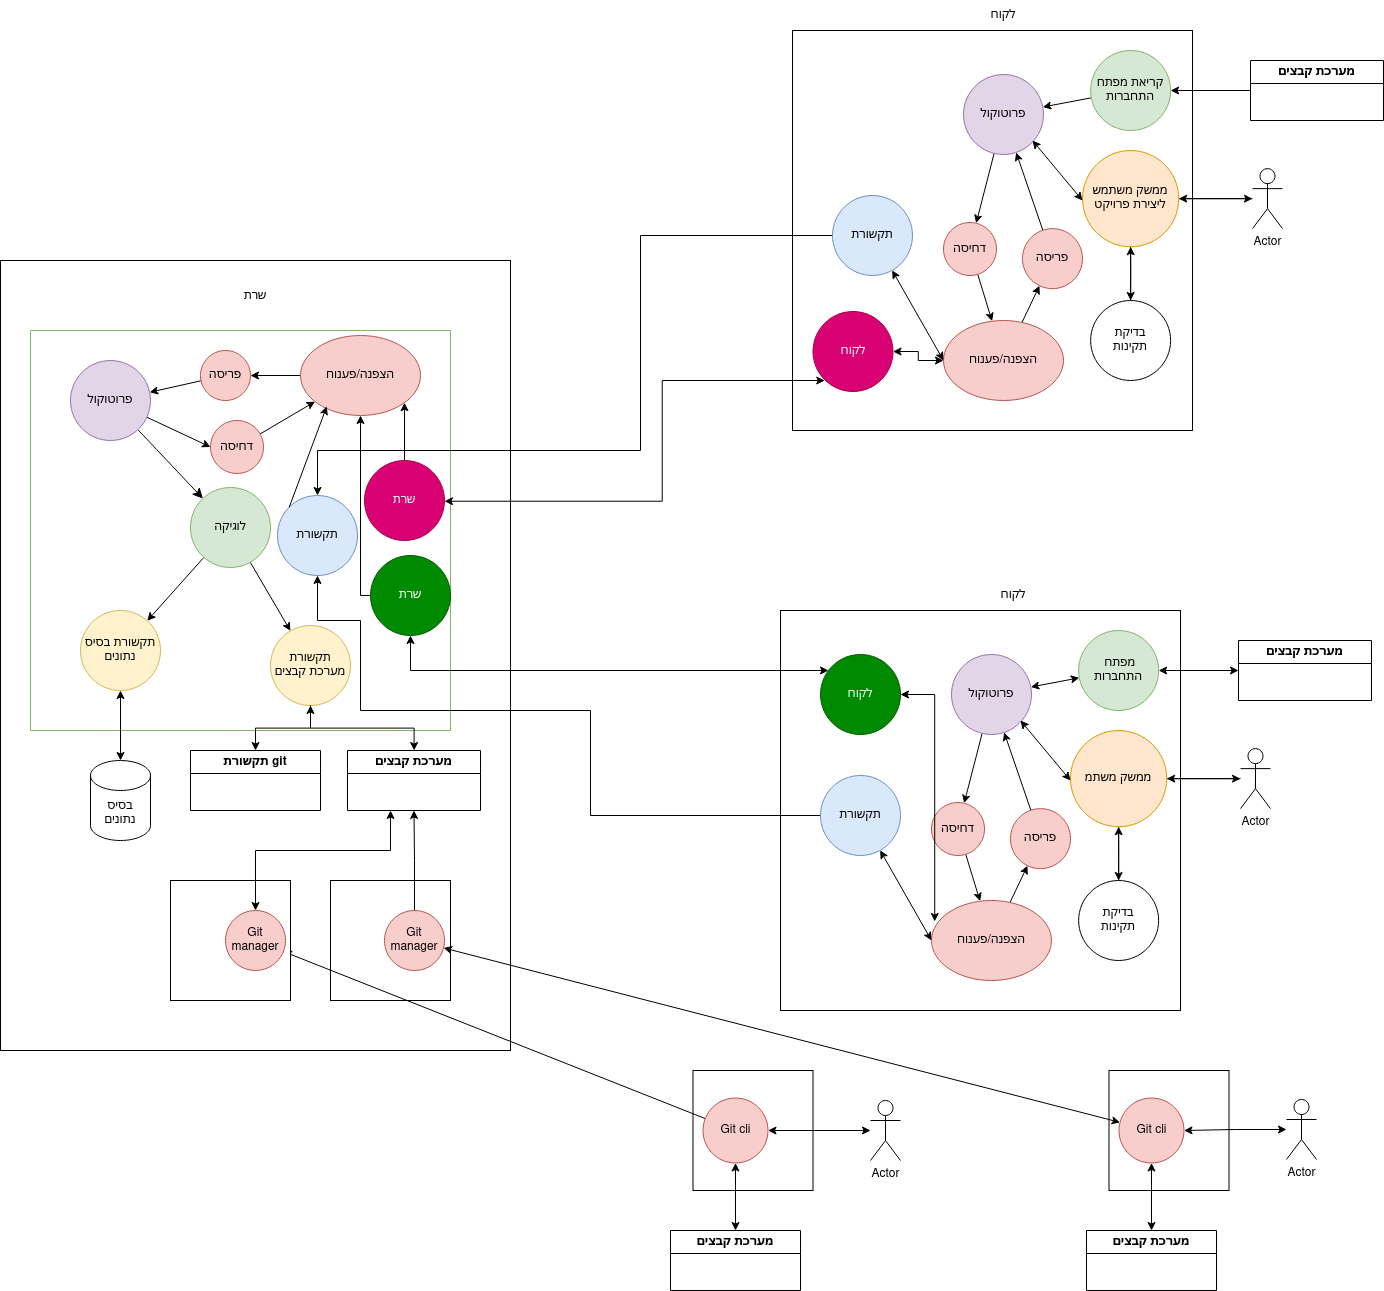 לקוח
מערכת קבצים
קריאת מפתח
התחברות
פרוטוקול
ממשק משתמש
ליצירת פרויקט
Actor
תקשורת
דחיסה
פריסה
בדיקת
תקינות
לקוח
הצפנה/פענוח
שרת
הצפנה/פענוח
פריסה
פרוטוקול
דחיסה
שרת
לוגיקה
תקשורת
שרת
תקשורת בסיס
נתונים
תקשורת
מערכת קבצים
תקשורת git
מערכת קבצים
בסיס
נתונים
Git
manager
Git
manager
לקוח
מערכת קבצים
מפתח
התחברות
פרוטוקול
לקוח
ממשק משתמ
Actor
תקשורת
דחיסה
פריסה
בדיקת
תקינות
הצפנה/פענוח
Git cli
Actor
מערכת קבצים
Git cli
Actor
מערכת קבצים